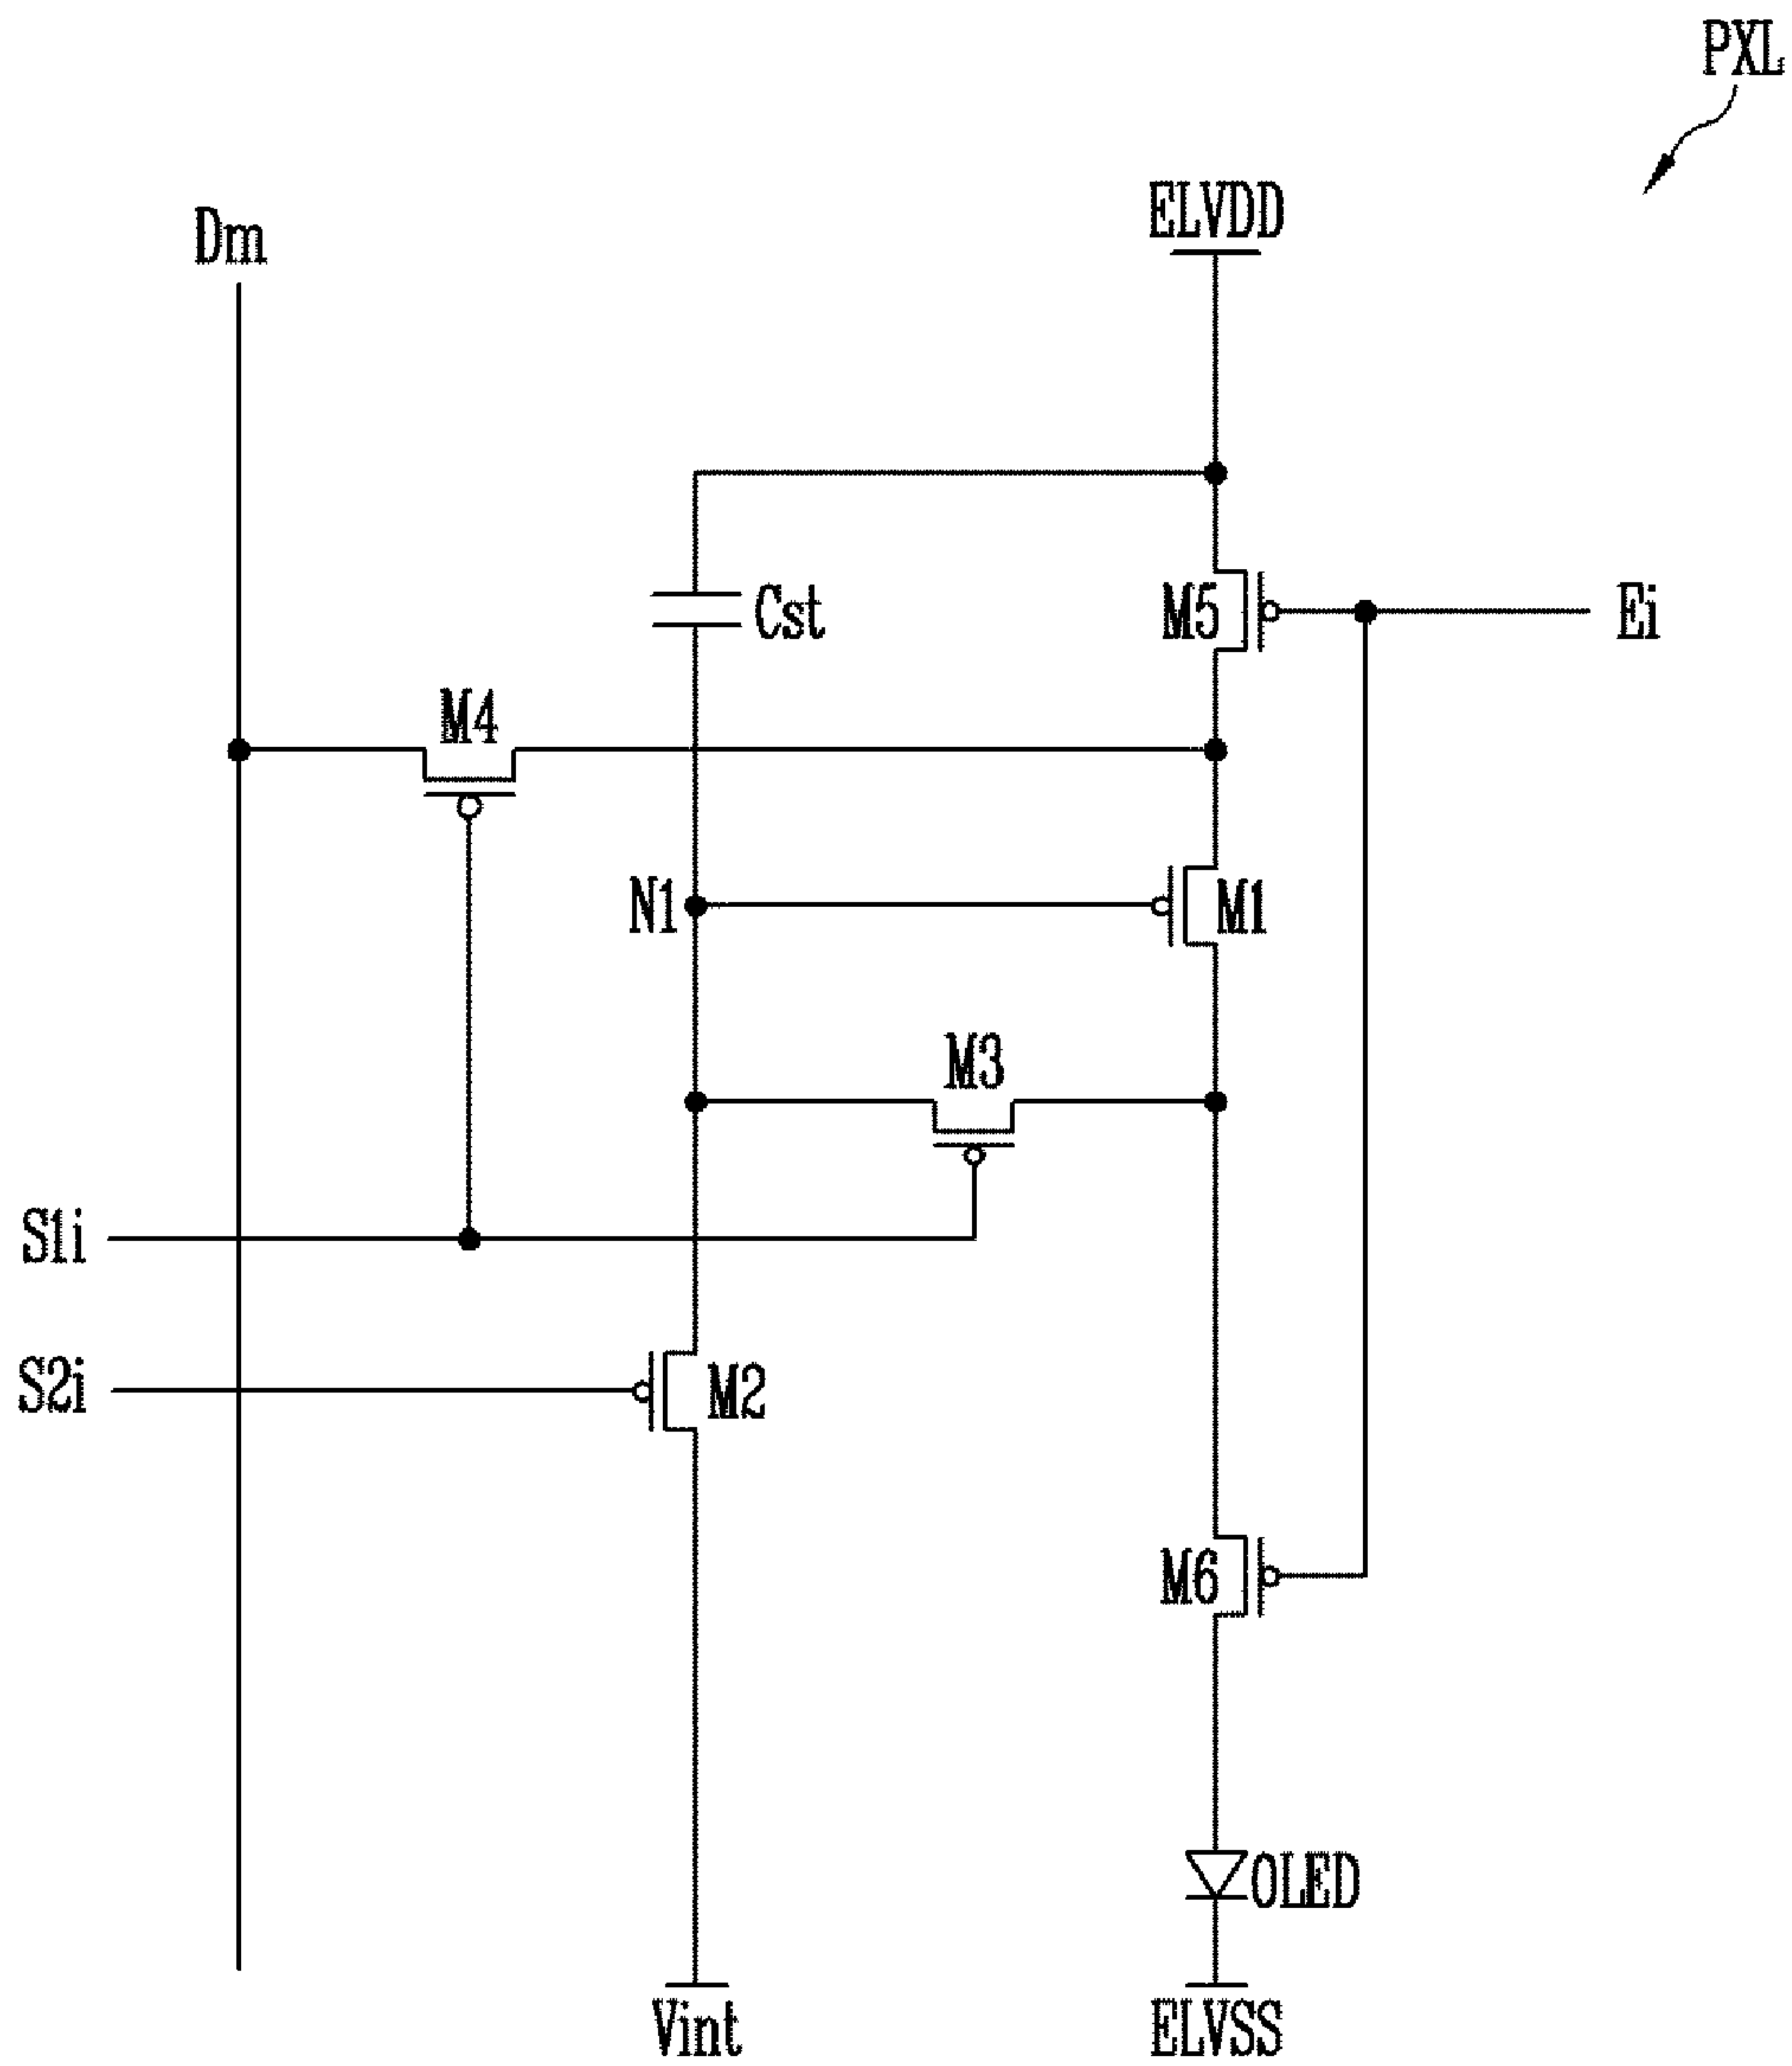 PXL
ELVDD
Dm
Cst
M5
Ei
M4
N1
M1
M3
S1i
S2i
M2
M6
OLED
Vint
ELVSS